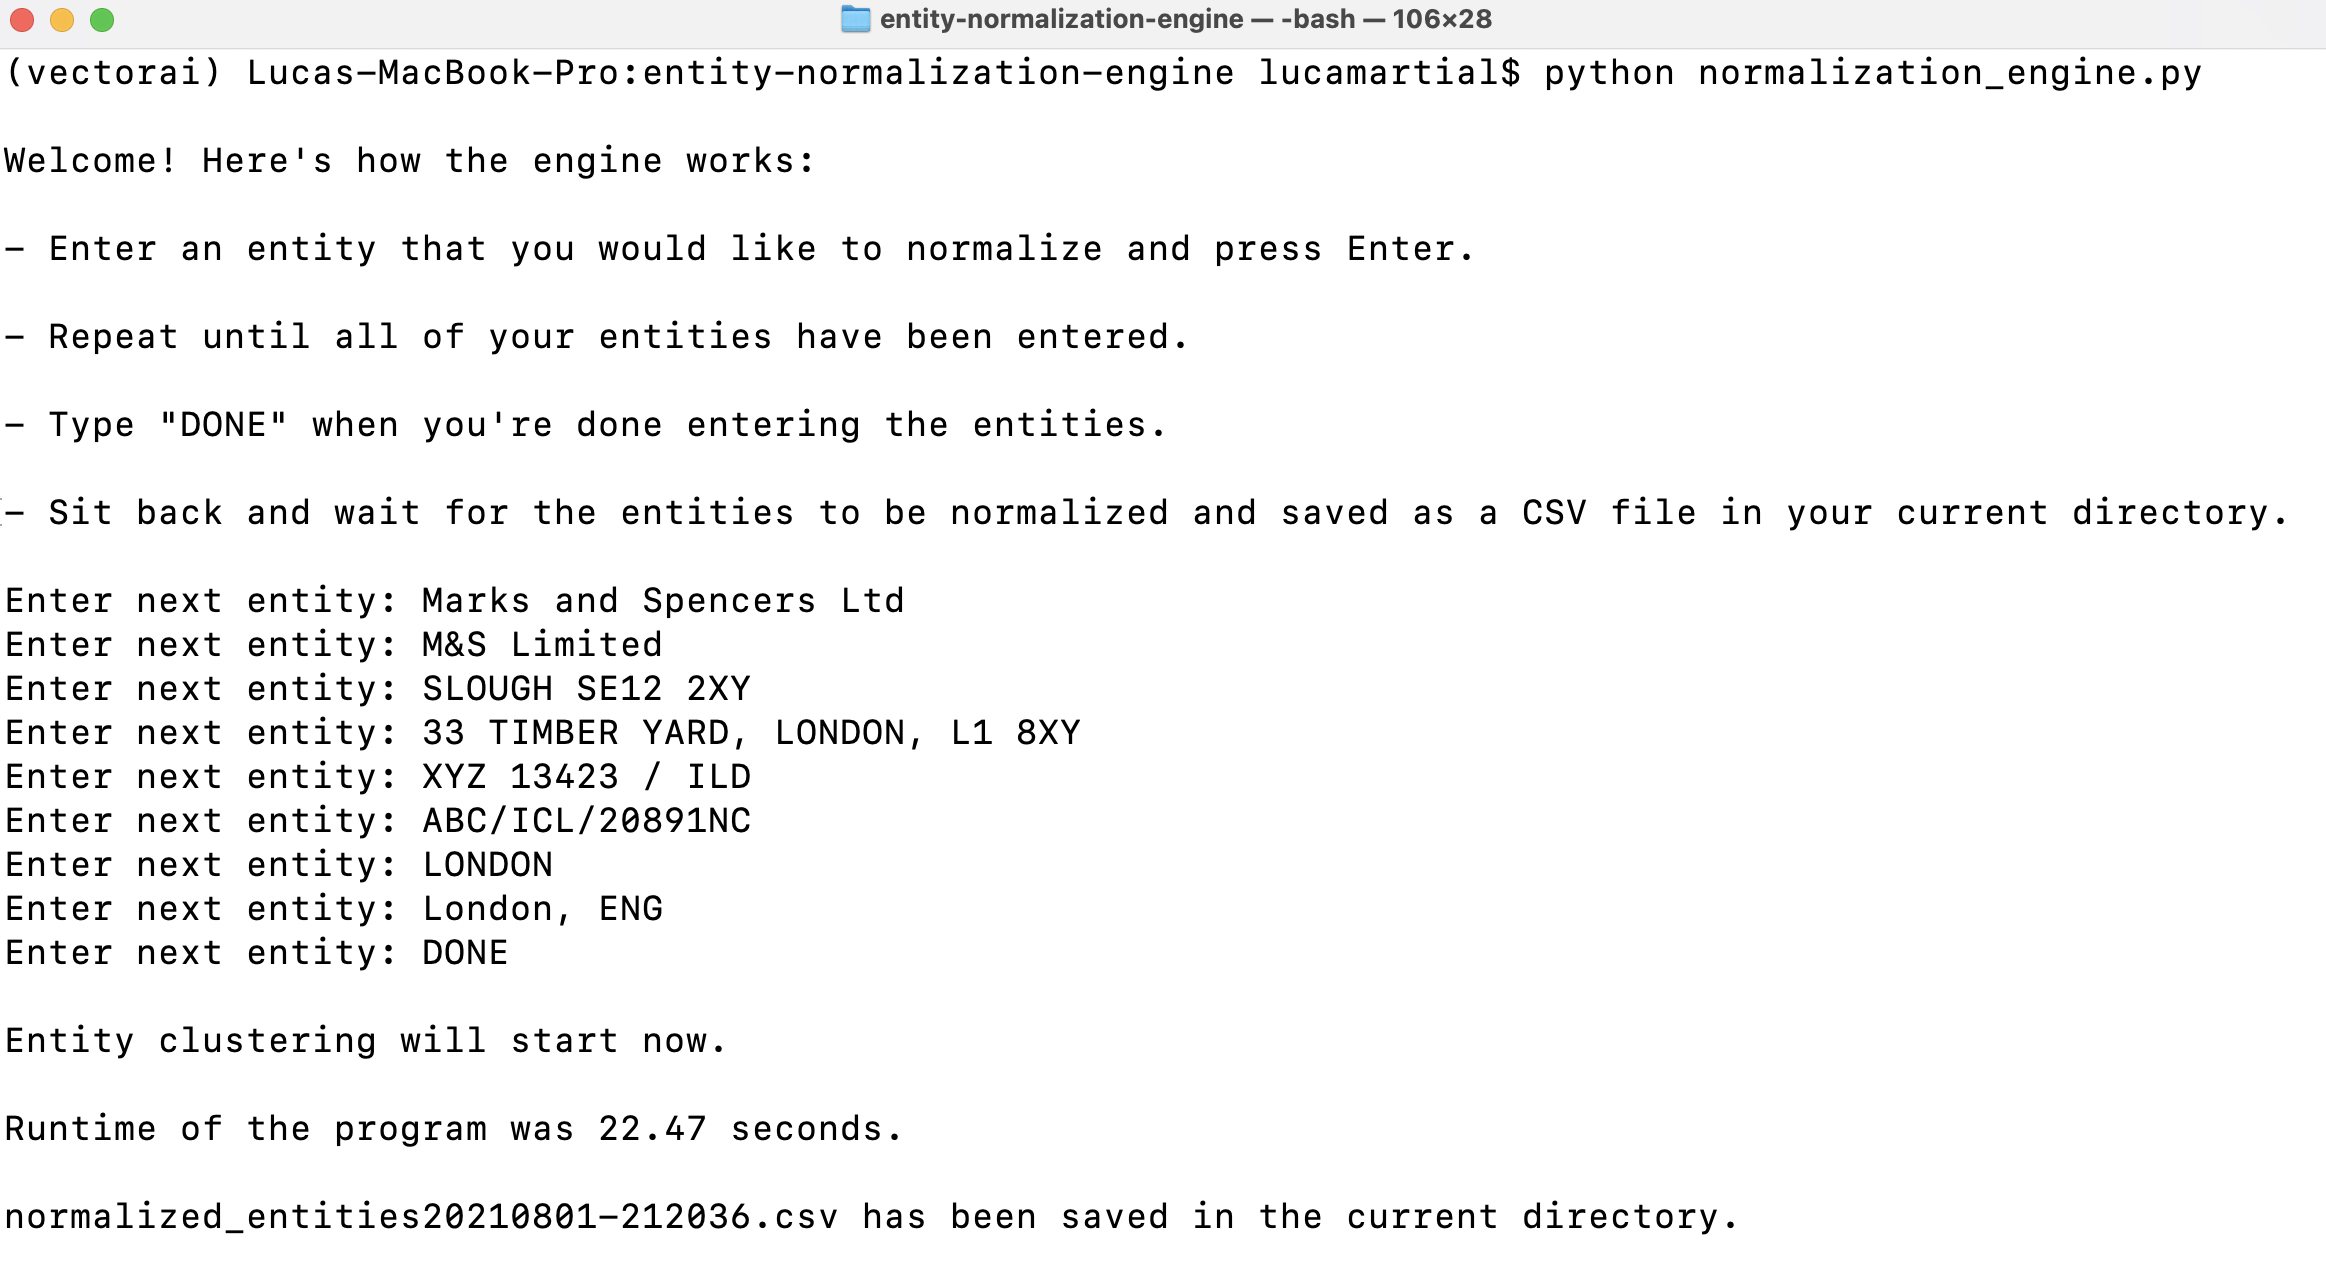 entity-normalization-engine — -bash — 106×28
(vectorai) Lucas-MacBook-Pro:entity-normalization-engine lucamartial$ python normalization_engine.py
Welcome! Here's how the engine works:
- Enter an entity that you would like to normalize and press Enter.
- Repeat until all of your entities have been entered.
- Type "DONE" when you're done entering the entities.
- Sit back and wait for the entities to be normalized and saved as a CSV file in your current directory.
Enter next entity: Marks and Spencers Ltd
Enter next entity: M&S Limited
Enter next entity: SLOUGH SE12 2XY
Enter next entity: 33 TIMBER YARD, LONDON, L1 8XY
Enter next entity: XYZ 13423 / ILD
Enter next entity: ABC/ICL/20891NC
Enter next entity: LONDON
Enter next entity: London, ENG
Enter next entity: DONE
Entity clustering will start now.
Runtime of the program was 22.47 seconds.
normalized_entities20210801-212036.csv has been saved in the current directory.